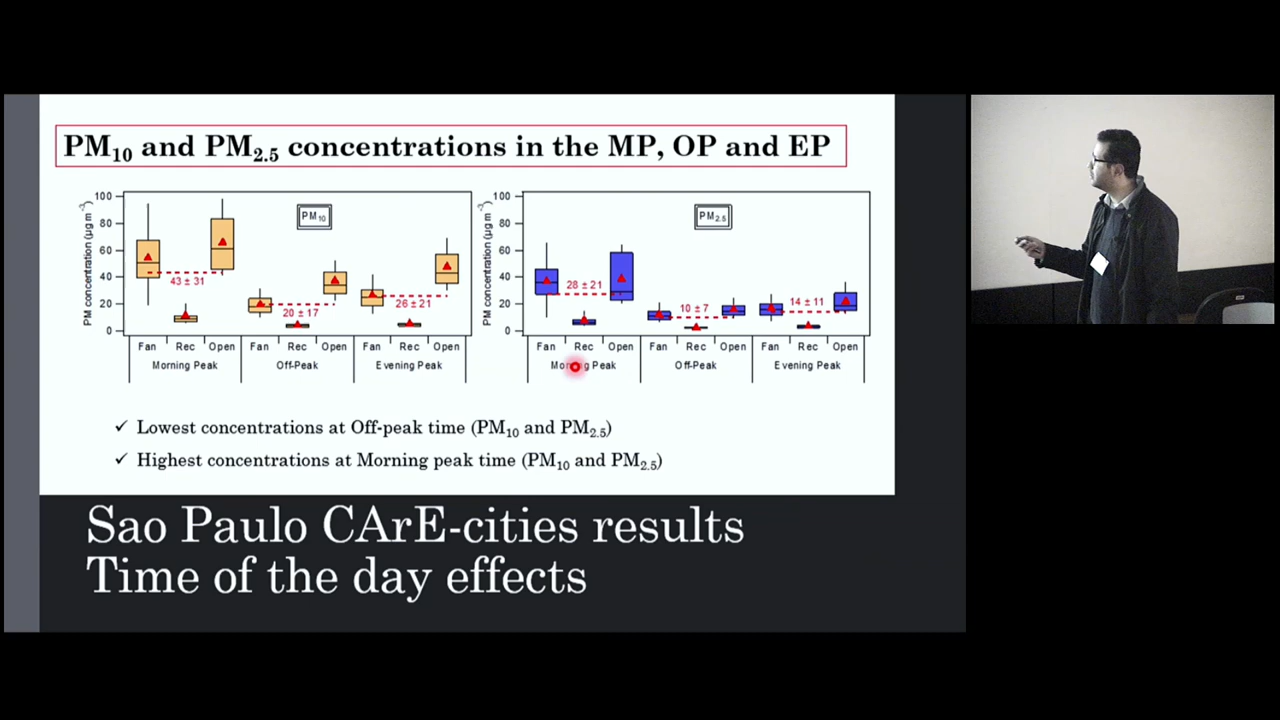 PM10 and PM2.5 concentrations in the MP, OP and EP
PM concentration (µg m-3)
100
80
60
40
20
0
PM10
43 ± 31
20 ± 17
26 ± 21
Fan Rec Open Fan Rec Open Fan Rec Open
Morning Peak Off-Peak Evening Peak
PM concentration (µg m-3)
100
80
60
40
20
0
PM2.5
28 ± 21
10 ± 7
14 ± 11
Fan Rec Open Fan Rec Open Fan Rec Open
Morning Peak Off-Peak Evening Peak
✓ Lowest concentrations at Off-peak time (PM10 and PM2.5)
✓ Highest concentrations at Morning peak time (PM10 and PM2.5)
Sao Paulo CArE-cities results
Time of the day effects